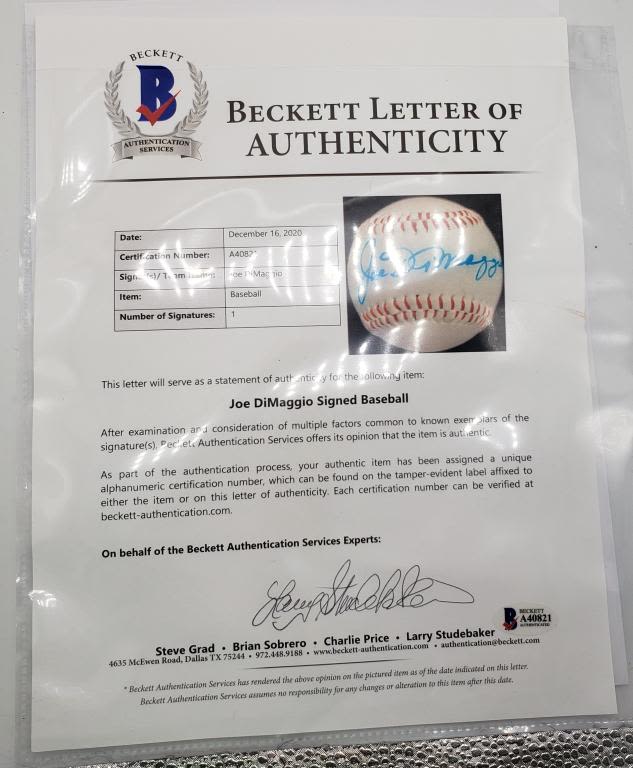 BECKETT
B
AUTHENTICATION
SERVICES
BECKETT LETTER OF
AUTHENTICITY
Date: December 16, 2020
Certification Number: A40821
Joe DiMaggio
Item: Baseball
Number of Signatures: 1
Joe DiMaggio
This letter will serve as a statement of authenticity for the following item:
Joe DiMaggio Signed Baseball
After examination and consideration of multiple factors common to known exemplars of the
signature(s), Beckett Authentication Services offers its opinion that the item is authentic.
As part of the authentication process, your authentic item has been assigned a unique
alphanumeric certification number, which can be found on the tamper-evident label affixed to
either the item or on this letter of authenticity. Each certification number can be verified at
beckett-authentication.com.
On behalf of the Beckett Authentication Services Experts:
Larry Studebaker
BECKETT
A40821
AUTHENTICATED
Steve Grad • Brian Sobrero • Charlie Price • Larry Studebaker
4635 McEwen Road, Dallas TX 75244 • 972.448.9188 • www.beckett-authentication.com • authentication@beckett.com
* Beckett Authentication Services has rendered the above opinion on the pictured item as of the date indicated on this letter.
Beckett Authentication Services assumes no responsibility for any changes or alteration to this item after this date.